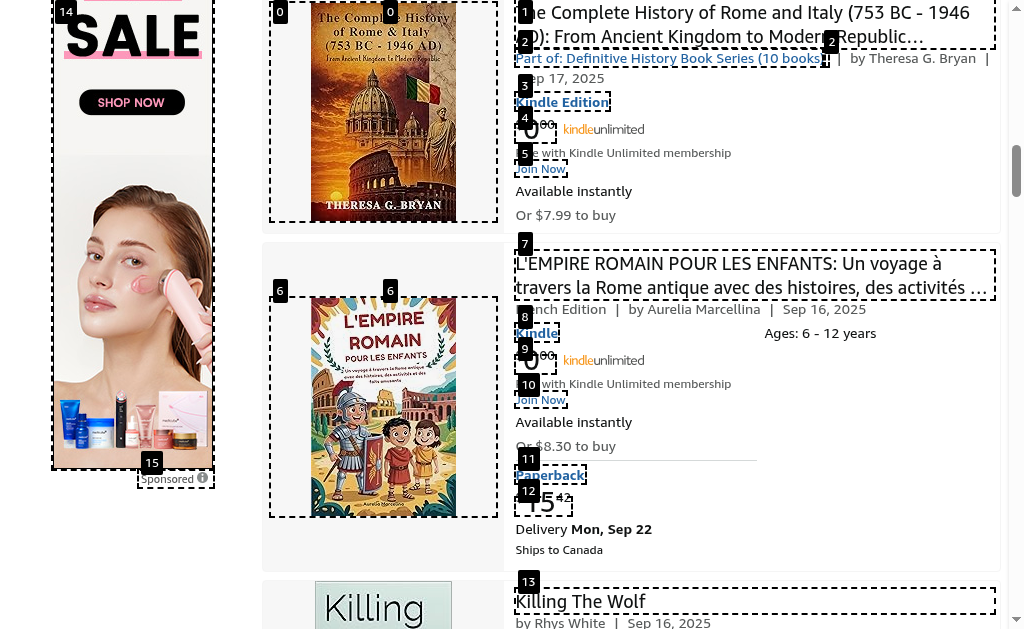 14
SALE
SHOP NOW
15
Sponsored
0
0
The Complete History
of Rome & Italy
(753 BC - 1946 AD)
From Ancient Kingdom to Modern Republic
THERESA G. BRYAN
1
The Complete History of Rome and Italy (753 BC - 1946
2
AD): From Ancient Kingdom to Modern Republic…
2
Part of: Definitive History Book Series (10 books) | by Theresa G. Bryan |
Sep 17, 2025
3
Kindle Edition
4
000 kindleunlimited
5
Free with Kindle Unlimited membership
Join Now
Available instantly
Or $7.99 to buy
6
6
L'EMPIRE
ROMAIN
POUR LES ENFANTS:
Un voyage à travers la Rome antique
avec des histoires, des activités et des
faits amusants
Aurelia Marcellina
7
L'EMPIRE ROMAIN POUR LES ENFANTS: Un voyage à
travers la Rome antique avec des histoires, des activités …
8
French Edition | by Aurelia Marcellina | Sep 16, 2025
Kindle
Ages: 6 - 12 years
9
000 kindleunlimited
10
Free with Kindle Unlimited membership
Join Now
Available instantly
Or $8.30 to buy
11
Paperback
12
1542
Delivery Mon, Sep 22
Ships to Canada
Killing
13
Killing The Wolf
by Rhys White | Sep 16, 2025